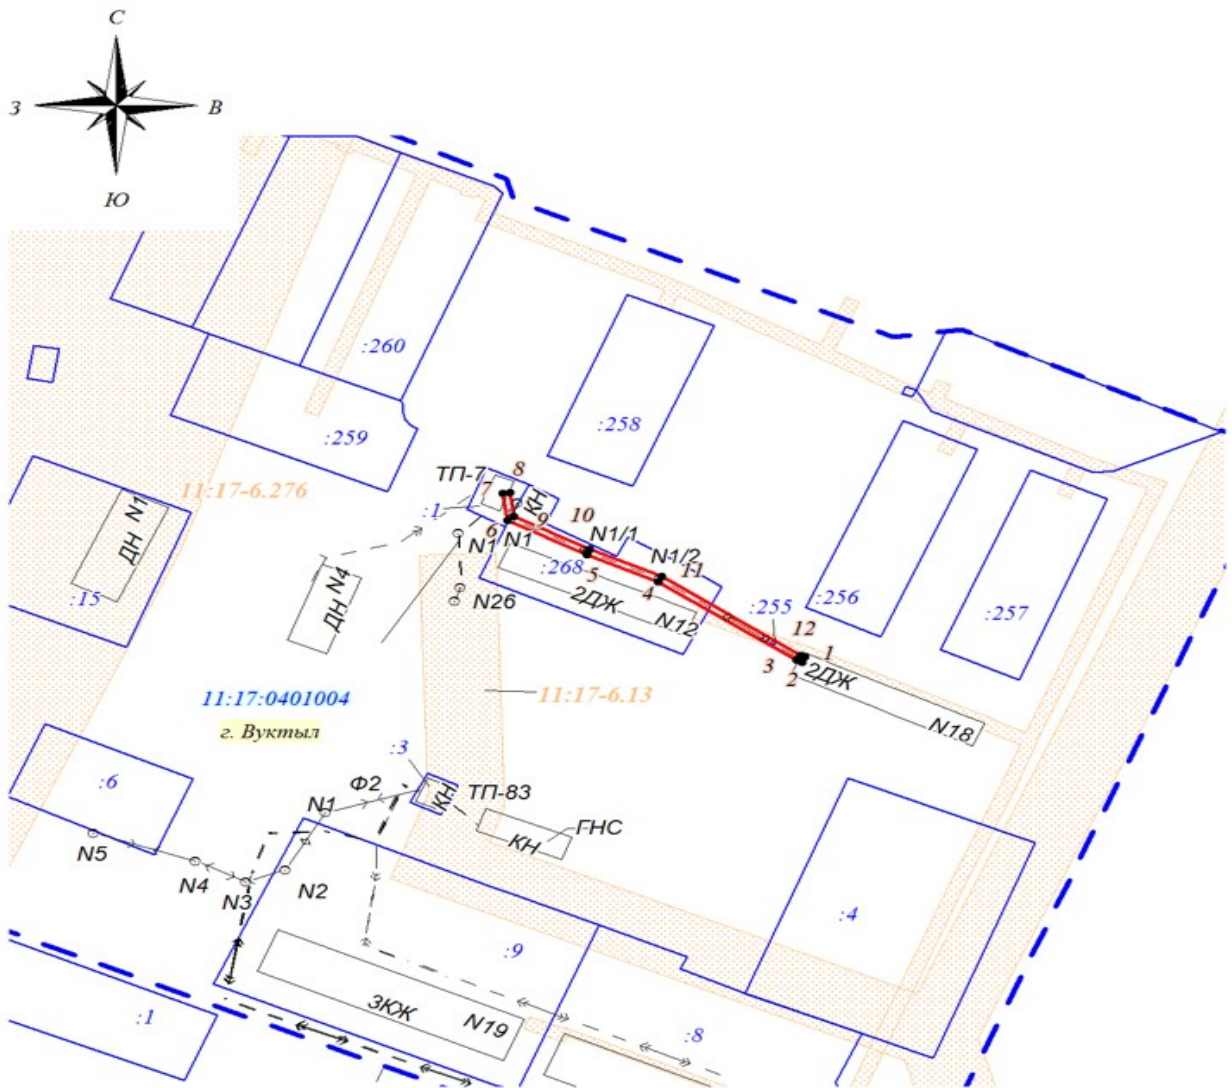 С
З
В
Ю
:260
:259
:258
ТП-7
8
7
КН
:1
6
9
10
N1
N1
N1/1
N1/2
11
5
4
:268
2ДЖ
N12
N26
:255
12
3
2
1
2ДЖ
N18
:256
:257
11:17-6.276
ДН N1
:15
ДН N4
11:17:0401004
г. Вуктыл
11:17-6.13
:3
:6
Ф2
N1
КН
ТП-83
ГНС
КН
N5
N4
N3
N2
:4
:9
3КЖ
N19
:1
:8